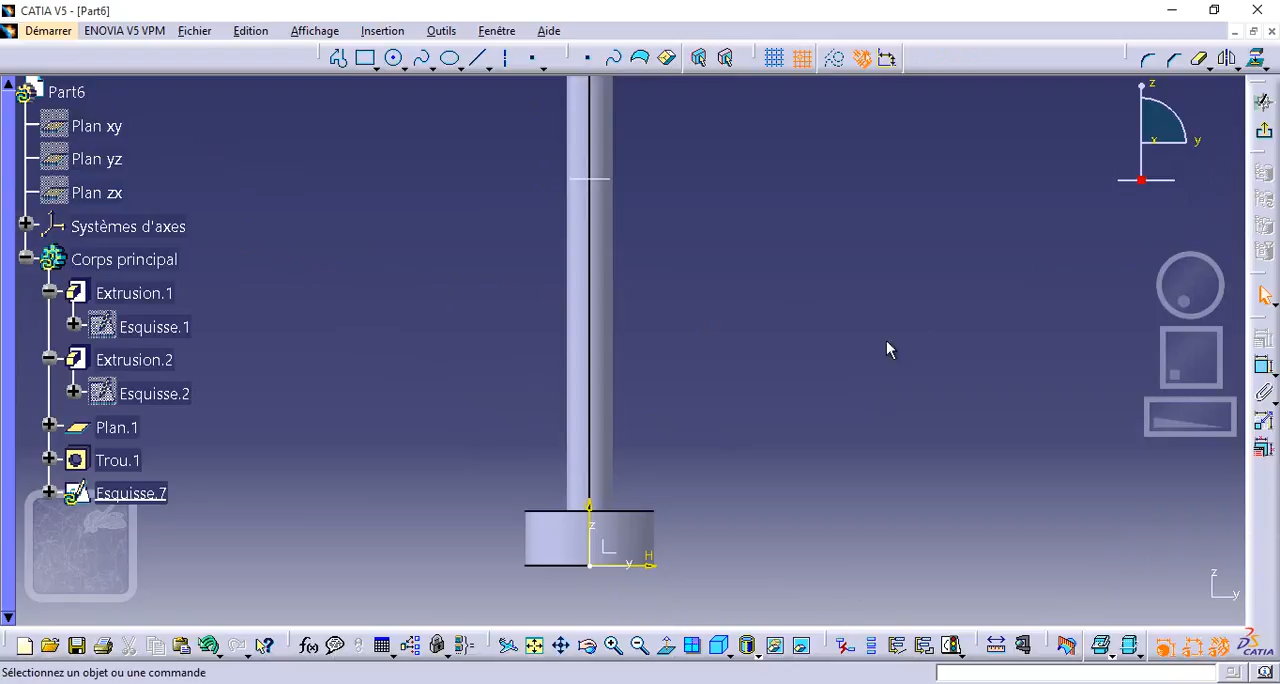 CATIA V5 - [Part6]
Démarrer ENOVIA V5 VPM Fichier Edition Affichage Insertion Outils Fenêtre Aide
Part6
Plan xy
Plan yz
Plan zx
Systèmes d'axes
Corps principal
Extrusion.1
Esquisse.1
Extrusion.2
Esquisse.2
Plan.1
Trou.1
Esquisse.7
z
x y
z
H
y
z
y
f(x)
CATIA
Sélectionnez un objet ou une commande